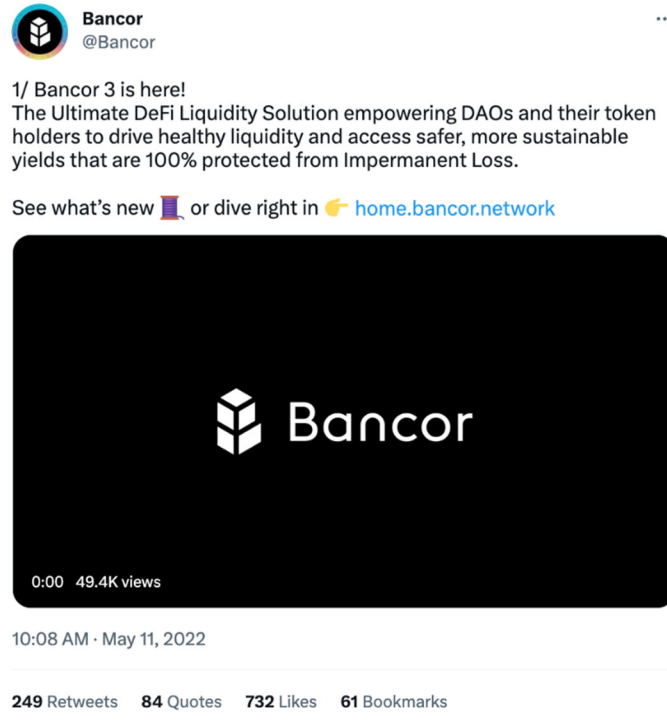 Bancor
@Bancor
1/ Bancor 3 is here!
The Ultimate DeFi Liquidity Solution empowering DAOs and their token
holders to drive healthy liquidity and access safer, more sustainable
yields that are 100% protected from Impermanent Loss.
See what’s new 🧵 or dive right in 👉 home.bancor.network
Bancor
0:00 49.4K views
10:08 AM · May 11, 2022
249 Retweets 84 Quotes 732 Likes 61 Bookmarks